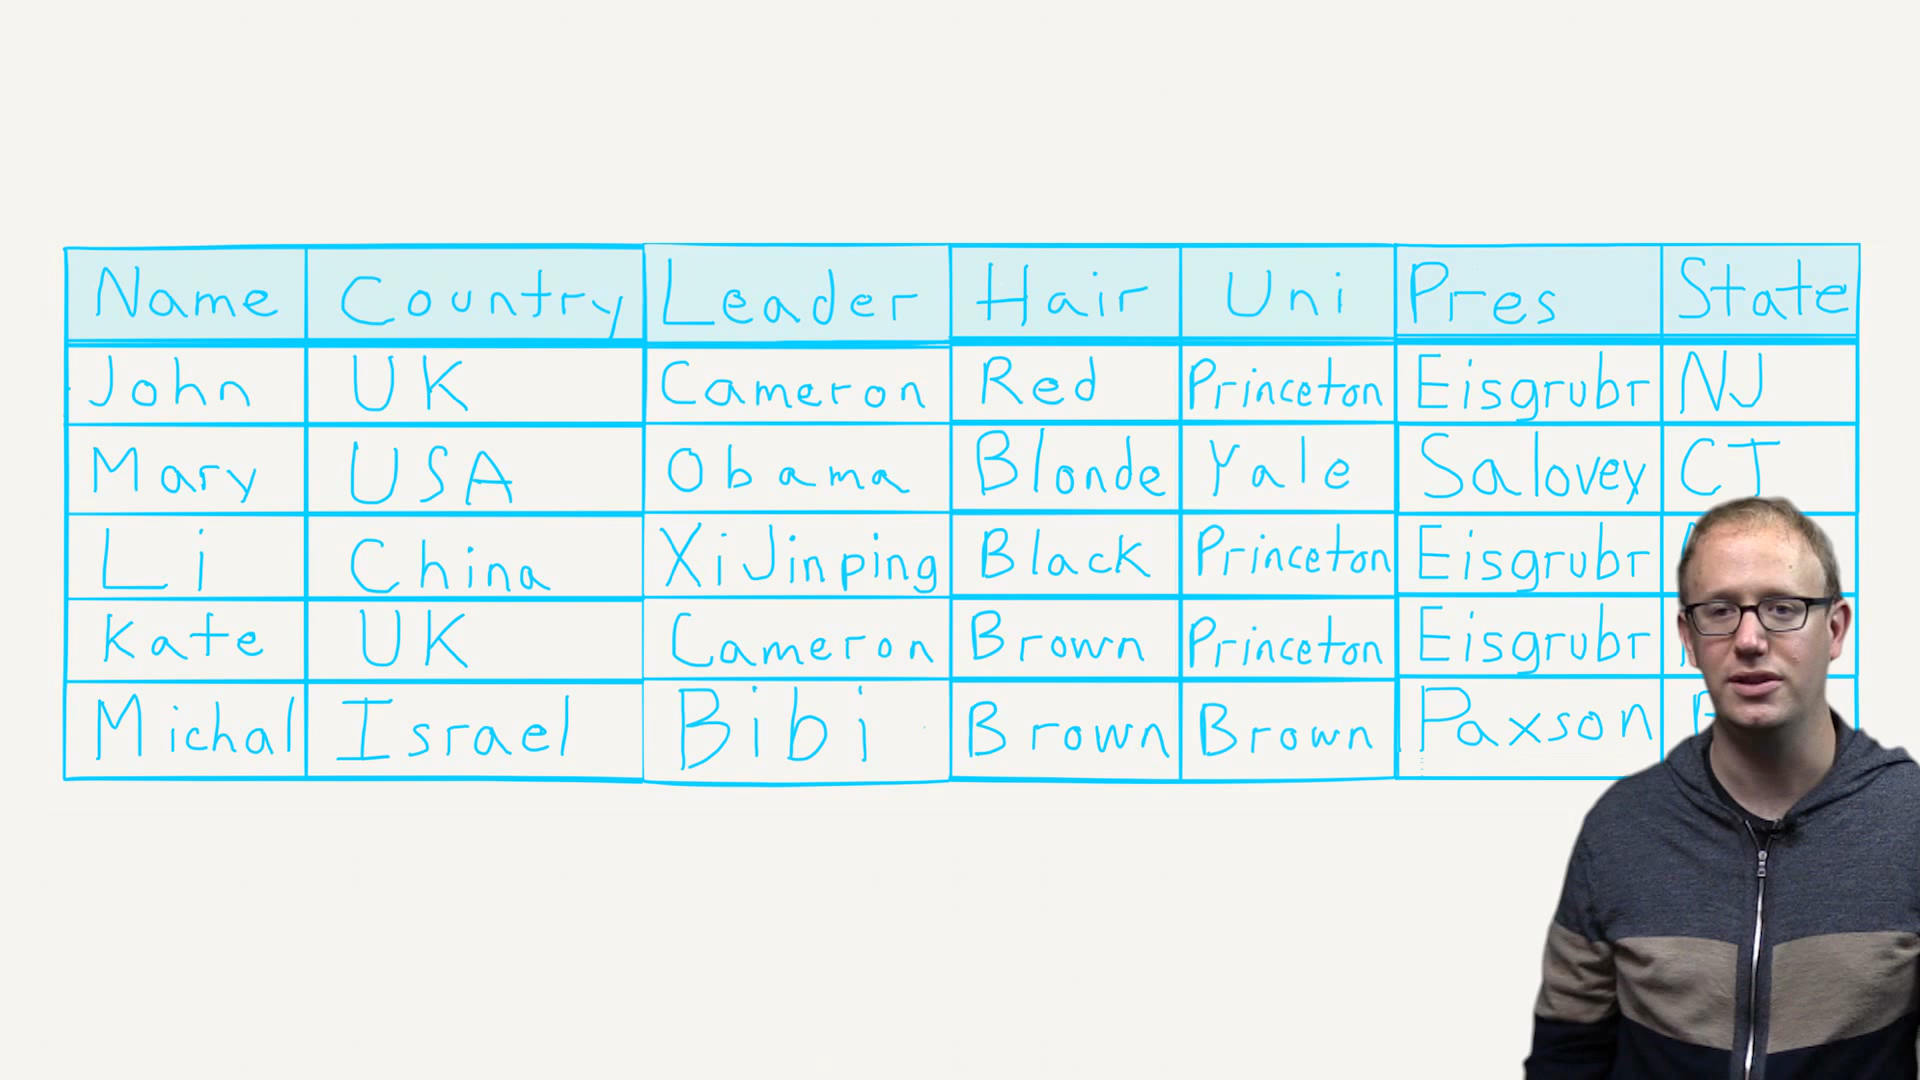 Name Country Leader Hair Uni Pres State
John UK Cameron Red Princeton Eisgrubr NJ
Mary USA Obama Blonde Yale Salovey CT
Li China Xi Jinping Black Princeton Eisgrubr
Kate UK Cameron Brown Princeton Eisgrubr
Michal Israel Bibi Brown Brown Paxson